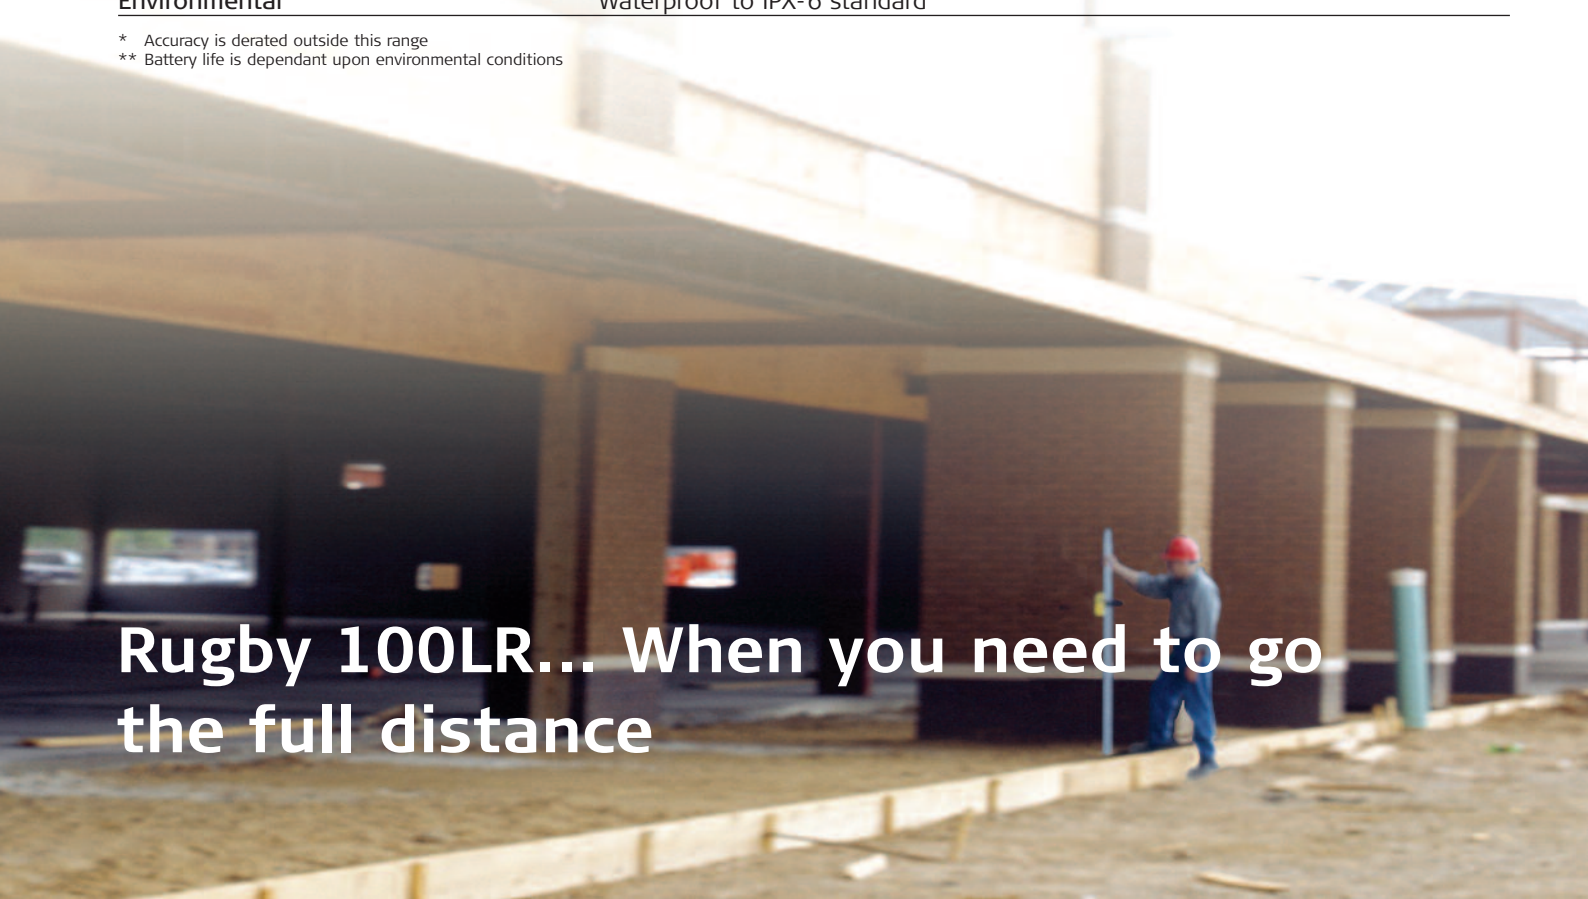 Environmental Waterproof to IPX-6 standard
* Accuracy is derated outside this range
** Battery life is dependant upon environmental conditions
Rugby 100LR... When you need to go
the full distance